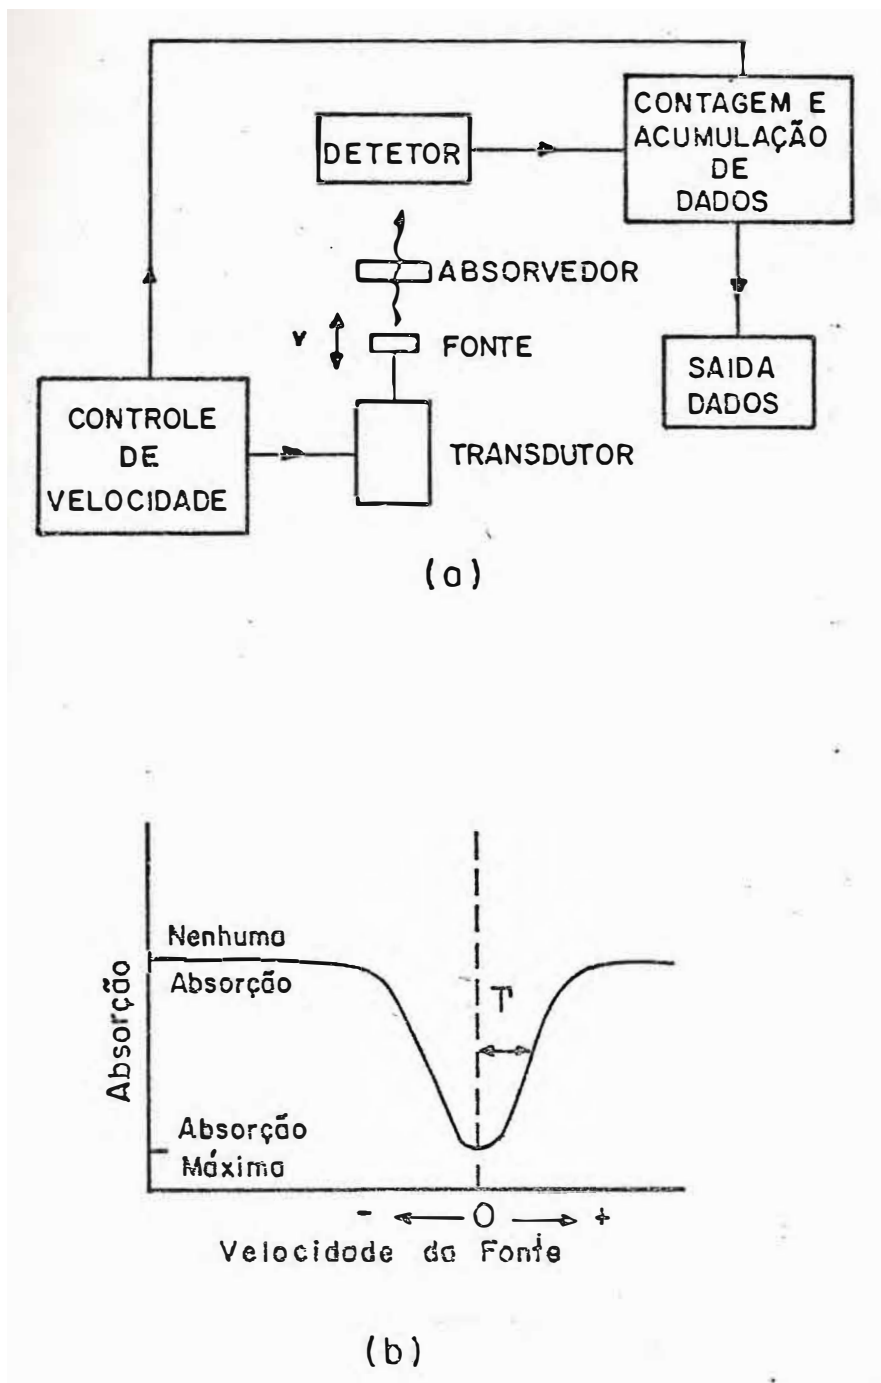 CONTAGEM E
ACUMULAÇÃO
DE
DADOS
DETETOR
ABSORVEDOR
v
FONTE
SAIDA
DADOS
CONTROLE
DE
VELOCIDADE
TRANSDUTOR
(a)
Nenhuma
Absorção
Absorção
Γ
Absorção
Máxima
- 0 +
Velocidade da Fonte
(b)